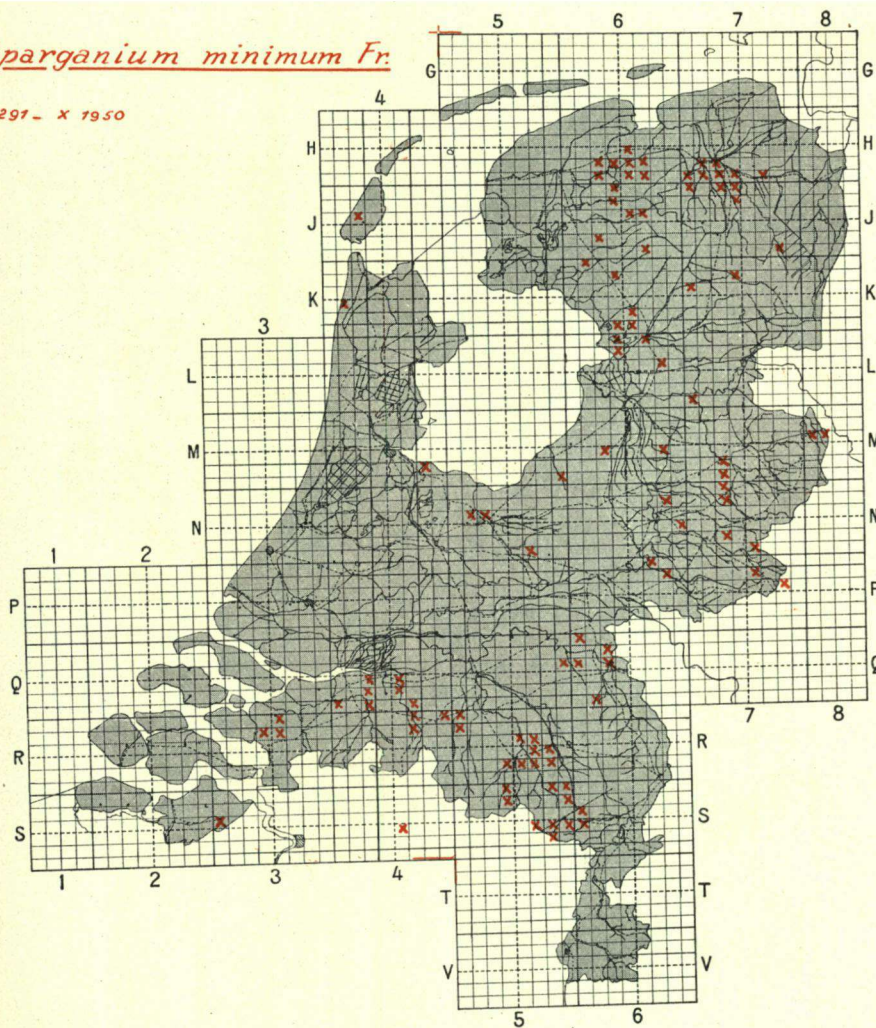 parganium minimum Fr.
291- x 1950
5 6 7 8
G G
4
H H
J J
K K
3
L L
M M
1 2
N N
P P
Q Q
7 8
R R
S S
1 2 3 4
T T
V V
5 6